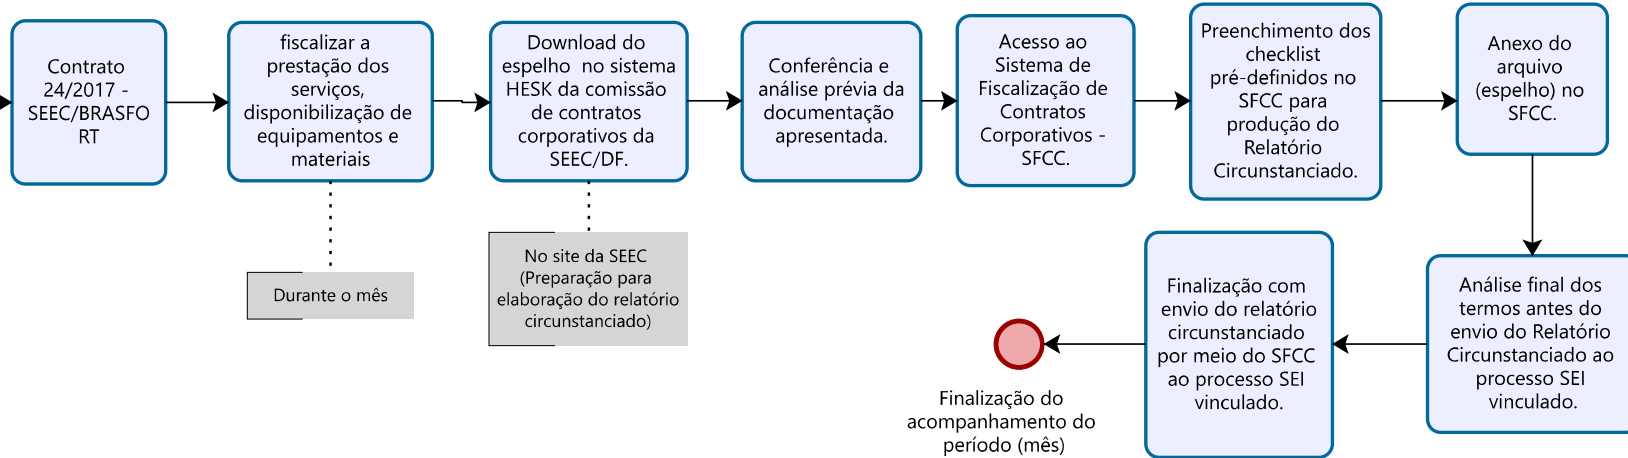 Contrato
24/2017 -
SEEC/BRASFO
RT
fiscalizar a
prestação dos
serviços,
disponibilização de
equipamentos e
materiais
Download do
espelho no sistema
HESK da comissão
de contratos
corporativos da
SEEC/DF.
Conferência e
análise prévia da
documentação
apresentada.
Acesso ao
Sistema de
Fiscalização de
Contratos
Corporativos -
SFCC.
Preenchimento dos
checklist
pré-definidos no
SFCC para
produção do
Relatório
Circunstanciado.
Anexo do
arquivo
(espelho) no
SFCC.
Durante o mês
No site da SEEC
(Preparação para
elaboração do relatório
circunstanciado)
Análise final dos
termos antes do
envio do Relatório
Circunstanciado ao
processo SEI
vinculado.
Finalização com
envio do relatório
circunstanciado
por meio do SFCC
ao processo SEI
vinculado.
Finalização do
acompanhamento do
período (mês)